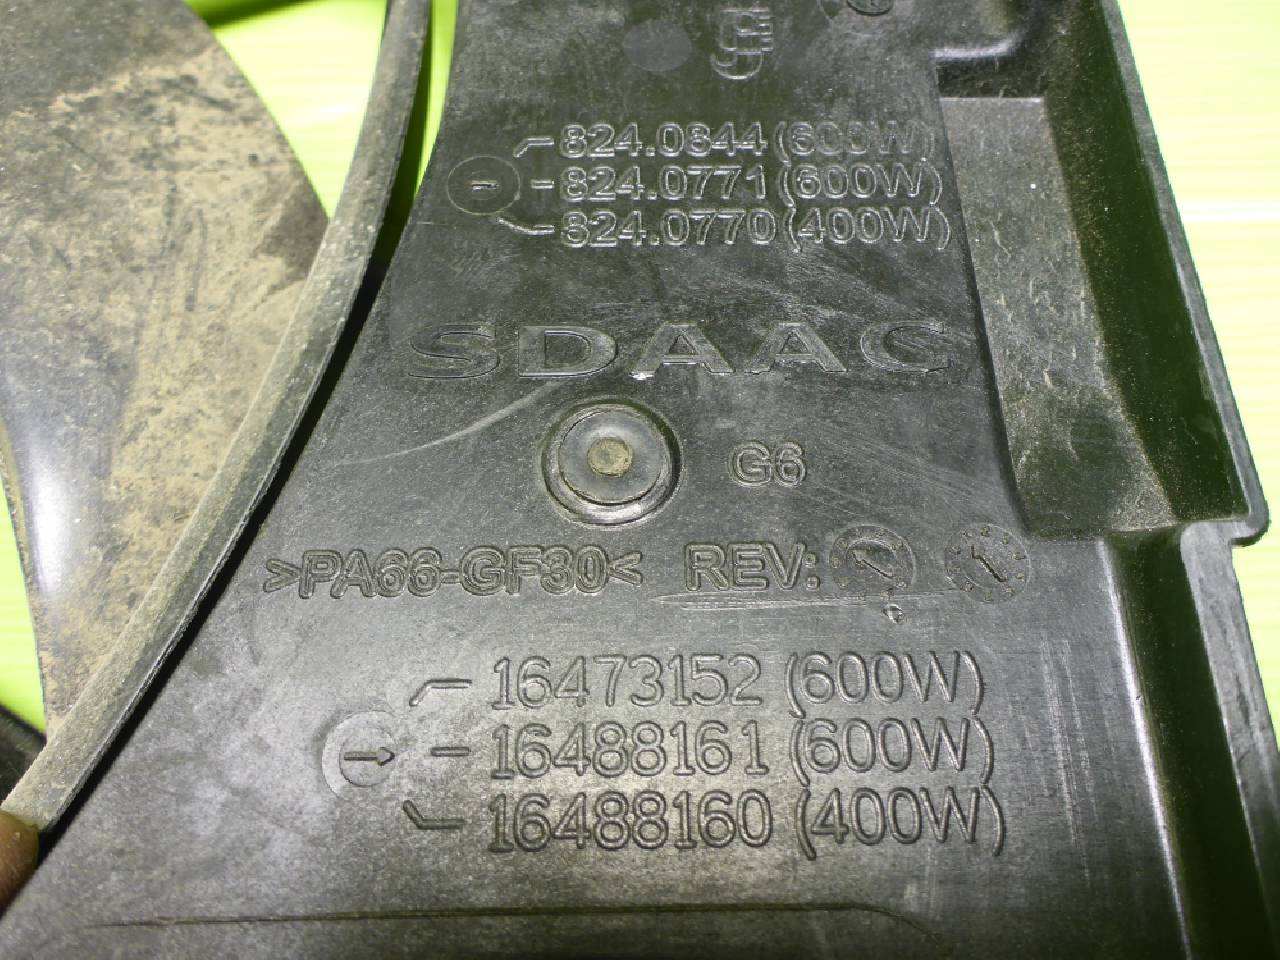 824.0844 (600W)
824.0771 (600W)
824.0770 (400W)
SDAAC
G6
>PA66-GF30< REV:
16473152 (600W)
16488161 (600W)
16488160 (400W)